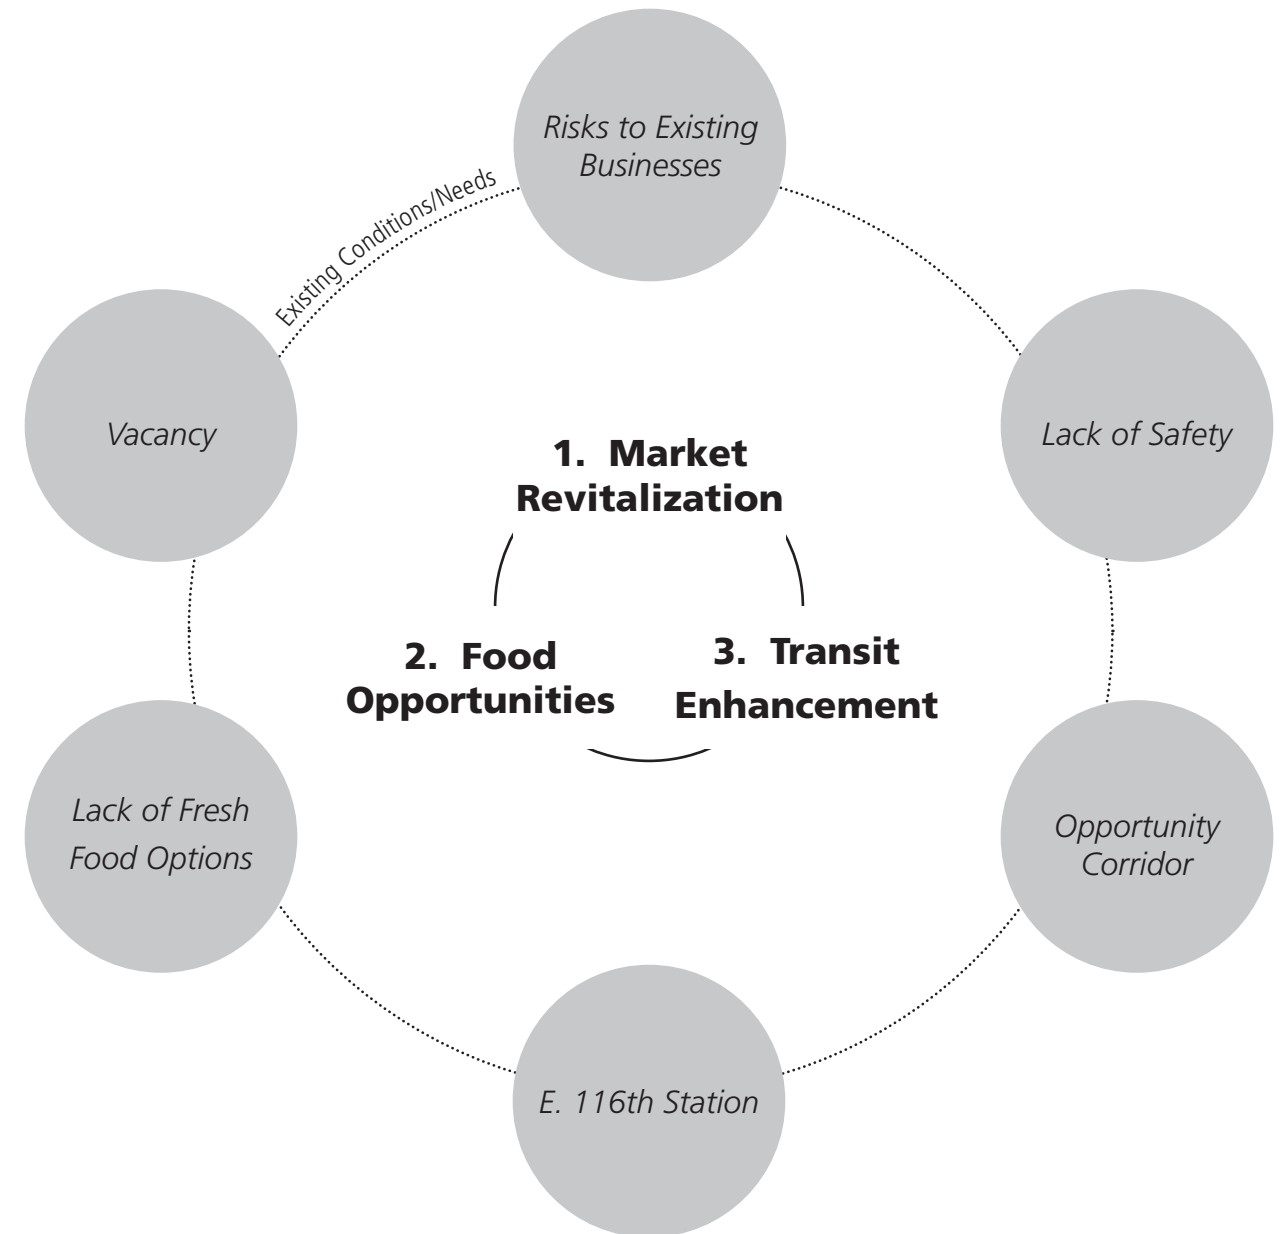 Risks to Existing
Businesses
Existing Conditions/Needs
Vacancy
Lack of Safety
1. Market
Revitalization
2. Food
Opportunities
3. Transit
Enhancement
Lack of Fresh
Food Options
Opportunity
Corridor
E. 116th Station